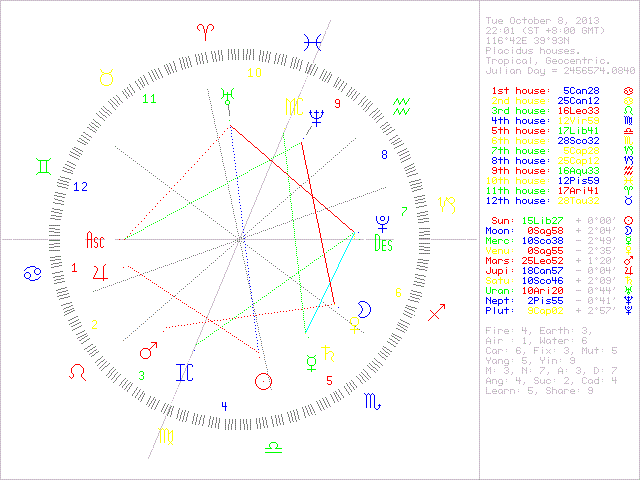 Tue October 8, 2013
22:01 (ST +8:00 GMT)
116°42E 39°93N
Placidus houses.
Tropical, Geocentric.
Julian Day = 2456574.0840
1st house: 5Can28
2nd house: 25Can12
3rd house: 16Leo33
4th house: 12Vir59
5th house: 17Lib41
6th house: 28Sco32
7th house: 5Cap28
8th house: 25Cap12
9th house: 16Aqu33
10th house: 12Pis59
11th house: 17Ari41
12th house: 28Tau32
Sun: 15Lib27 + 0°00'
Moon: 0Sag58 + 2°04'
Merc: 10Sco38 - 2°49'
Venu: 0Sag55 - 2°35'
Mars: 25Leo52 + 1°20'
Jupi: 18Can57 - 0°04'
Satu: 10Sco46 + 2°09'
Uran: 10Ari20 - 0°44'
Nept: 2Pis55 - 0°41'
Plut: 9Cap02 + 2°57'
Fire: 4, Earth: 3,
Air : 1, Water: 6
Car: 6, Fix: 3, Mut: 5
Yang: 5, Yin: 9
M: 3, N: 7, A: 3, D: 7
Ang: 4, Suc: 2, Cad: 4
Learn: 5, Share: 9
10
11
MC
9
8
12
7
Asc
Des
1
6
2
3
IC
4
5